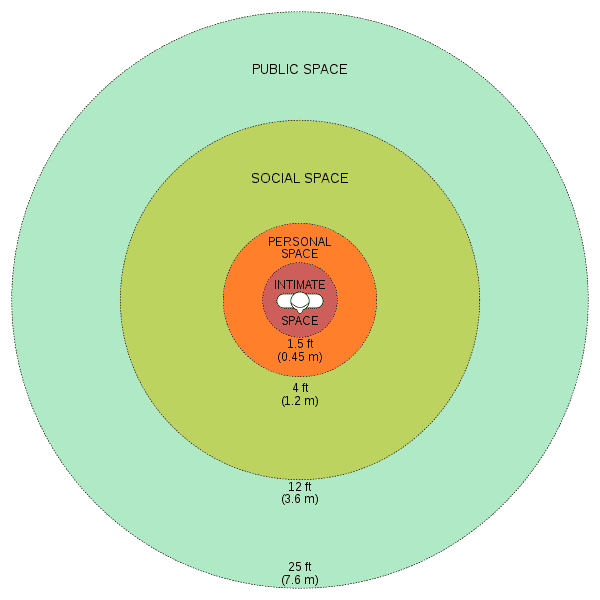 PUBLIC SPACE
SOCIAL SPACE
PERSONAL
SPACE
INTIMATE
SPACE
1.5 ft
(0.45 m)
4 ft
(1.2 m)
12 ft
(3.6 m)
25 ft
(7.6 m)